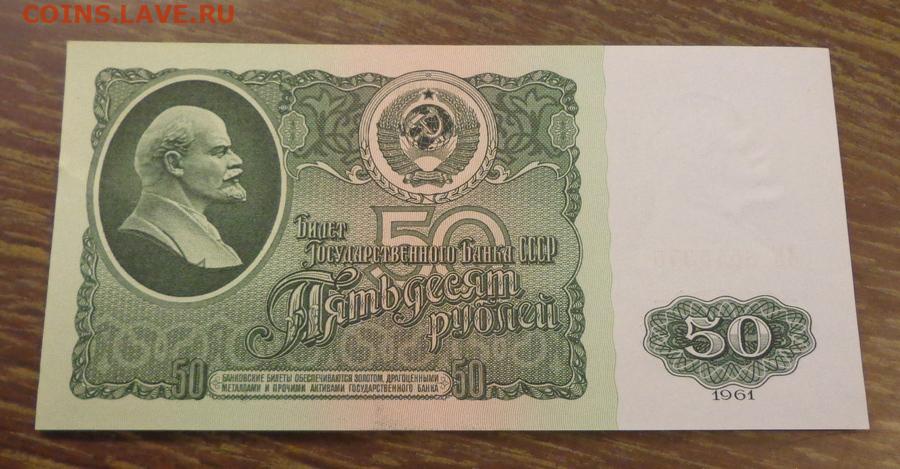 COINS.LAVE.РУ
50
Билет
Государственного Банка СССР
Пятьдесят
рублей
50
БАНКОВСКИЕ БИЛЕТЫ ОБЕСПЕЧИВАЮТСЯ ЗОЛОТОМ, ДРАГОЦЕННЫМИ
МЕТАЛЛАМИ И ПРОЧИМИ АКТИВАМИ ГОСУДАРСТВЕННОГО БАНКА
50
50
1961